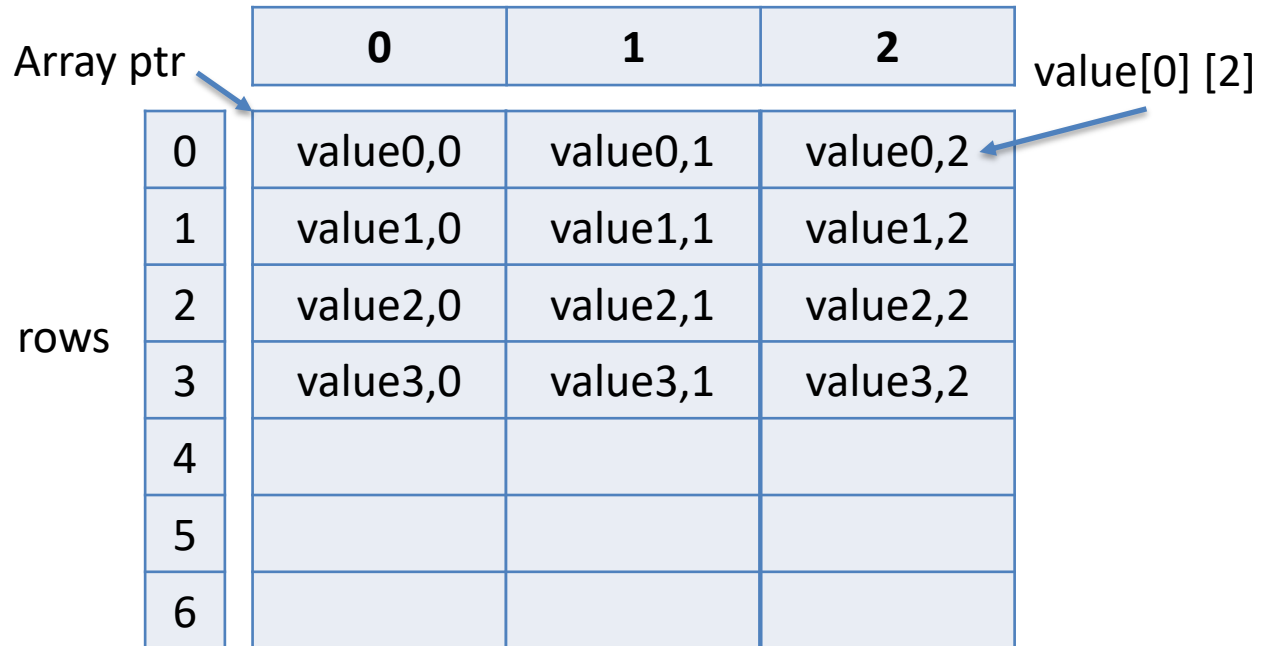 0 1 2
Array ptr
value[0] [2]
0 value0,0 value0,1 value0,2
1 value1,0 value1,1 value1,2
2 value2,0 value2,1 value2,2
rows
3 value3,0 value3,1 value3,2
4
5
6